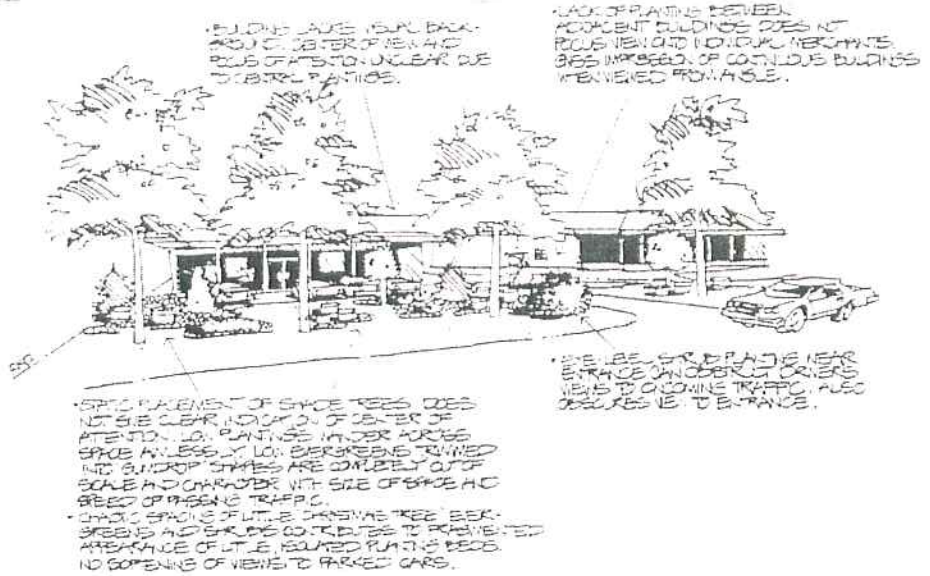 • BUILDING LACKS VISUAL BACK-
GROUND. CENTER OF VIEW AND
FOCUS OF ATTENTION UNCLEAR DUE
TO CENTRAL PLANTINGS.
• LACK OF PLANTING BETWEEN
ADJACENT BUILDINGS DOES NOT
FOCUS VIEW ONTO INDIVIDUAL MERCHANTS.
GIVES IMPRESSION OF CONTINUOUS BUILDINGS
WHEN VIEWED FROM ANGLE.
• EYE-LEVEL SHRUB PLANTING NEAR
ENTRANCE CAN OBSTRUCT DRIVERS
VIEWS TO ONCOMING TRAFFIC. ALSO
OBSCURES VIEW TO ENTRANCE.
• STATIC PLACEMENT OF SHADE TREES DOES
NOT GIVE CLEAR INDICATION OF CENTER OF
ATTENTION. LOW PLANTINGS WANDER ACROSS
SPACE AIMLESSLY. LOW EVERGREENS TRIMMED
INTO GUMDROP SHAPES ARE COMPLETELY OUT OF
SCALE AND CHARACTER WITH SIZE OF SPACE AND
SPEED OF PASSING TRAFFIC.
• CHAOTIC SPACING OF LITTLE CHRISTMAS TREE EVER-
GREENS AND SHRUBS CONTRIBUTES TO FRAGMENTED
APPEARANCE OF LITTLE, ISOLATED PLANTING BEDS.
NO SOFTENING OF VIEWS TO PARKED CARS.